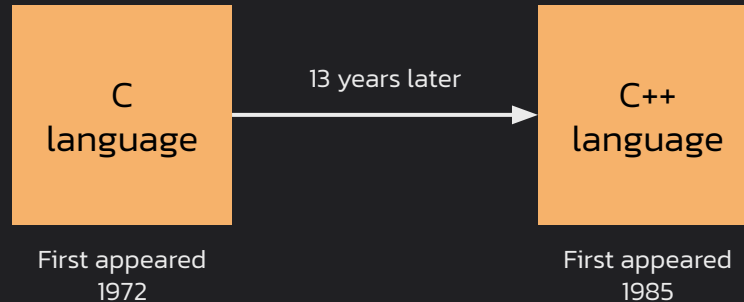 C
language
First appeared
1972
13 years later
C++
language
First appeared
1985